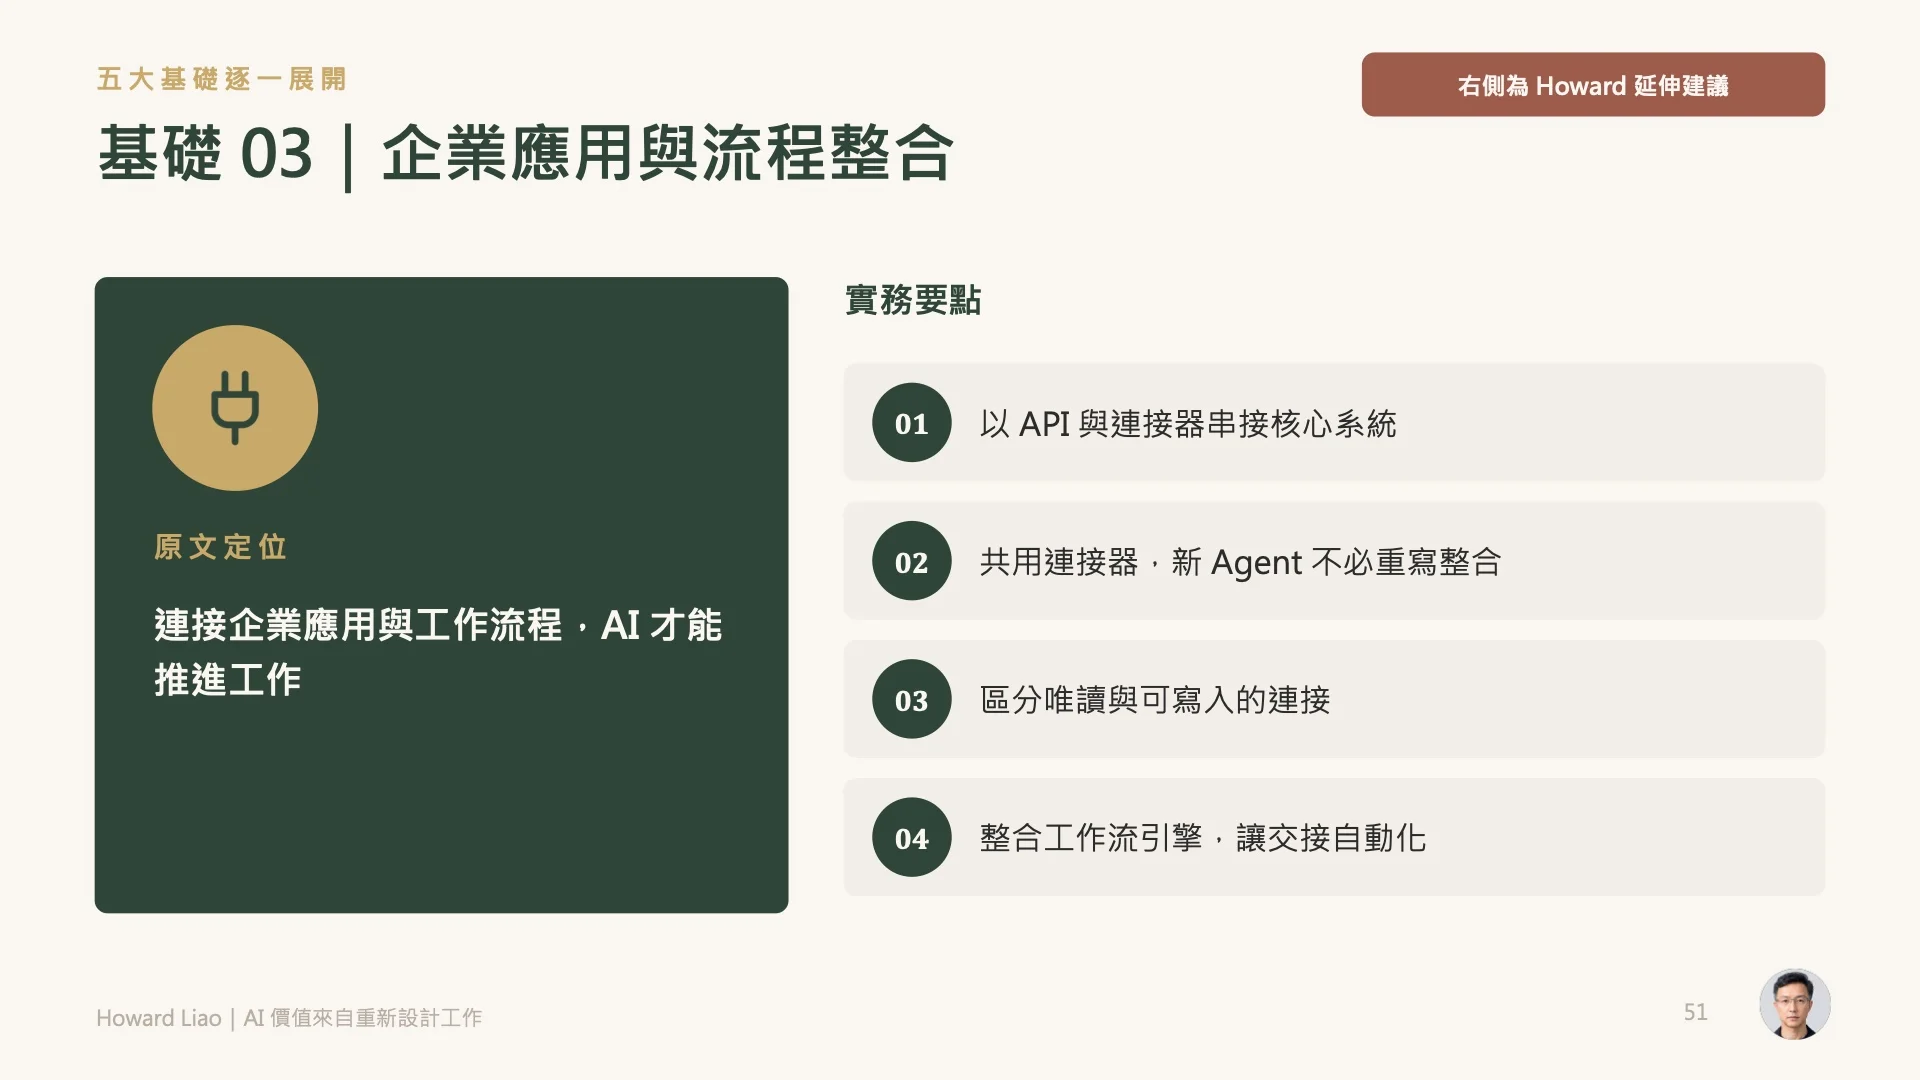 五大基礎逐一展開
右側為 Howard 延伸建議
基礎 03｜企業應用與流程整合
原文定位
連接企業應用與工作流程，AI 才能
推進工作
實務要點
01 以 API 與連接器串接核心系統
02 共用連接器，新 Agent 不必重寫整合
03 區分唯讀與可寫入的連接
04 整合工作流引擎，讓交接自動化
Howard Liao｜AI 價值來自重新設計工作
51